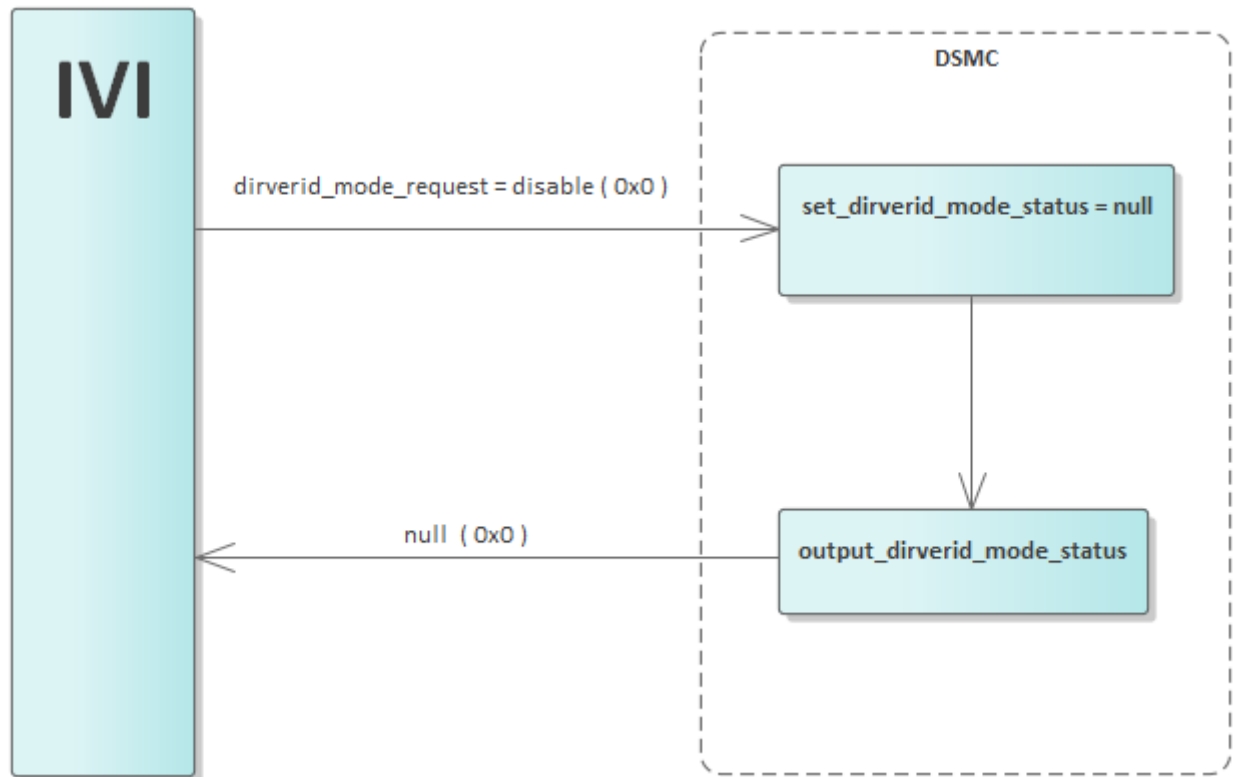 IVI
DSMC
dirverid_mode_request = disable ( 0x0 )
set_dirverid_mode_status = null
null ( 0x0 )
output_dirverid_mode_status